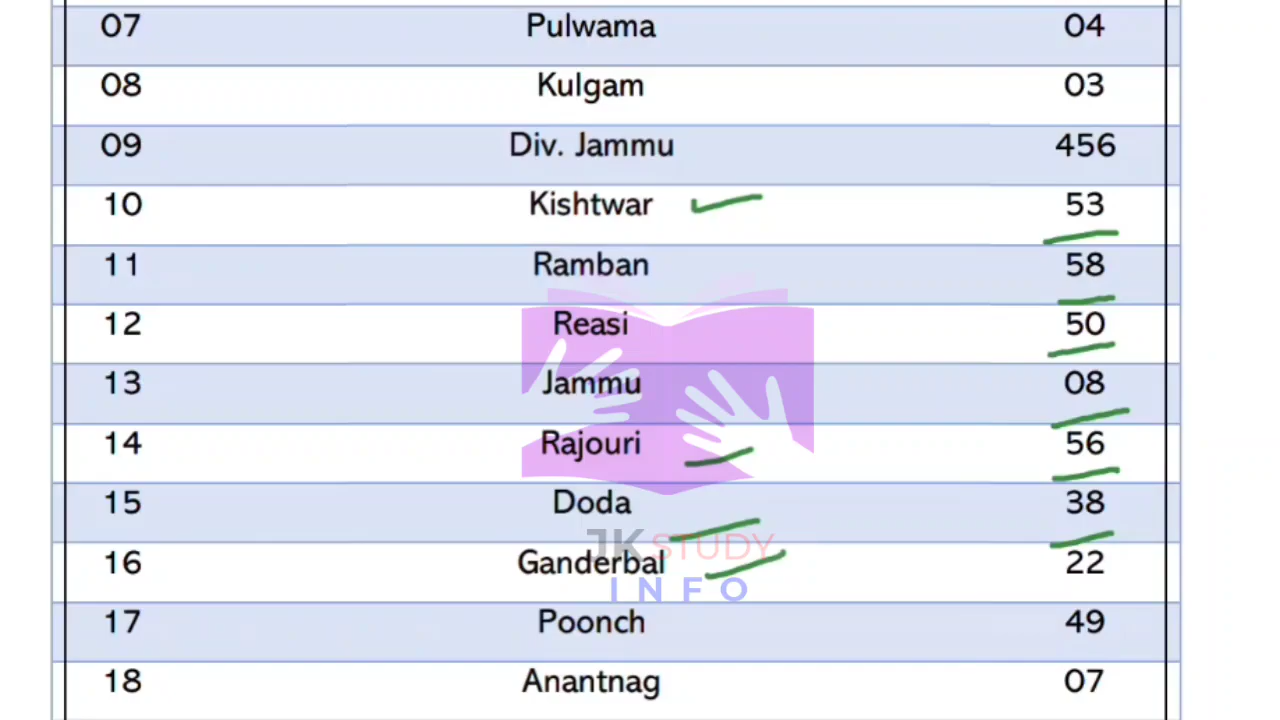 07 Pulwama 04
08 Kulgam 03
09 Div. Jammu 456
10 Kishtwar 53
11 Ramban 58
12 Reasi 50
13 Jammu 08
14 Rajouri 56
15 Doda 38
JK STUDY
16 Ganderbal 22
INFO
17 Poonch 49
18 Anantnag 07